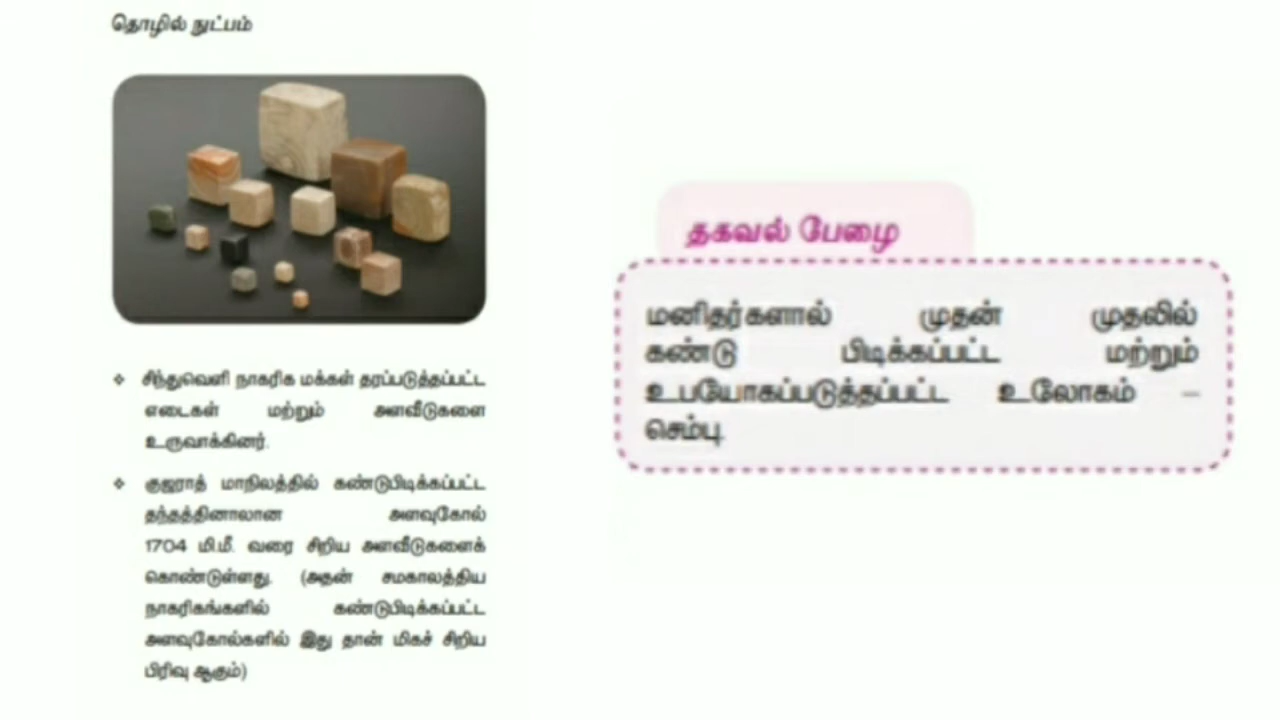 தொழில் நுட்பம்
❖ சிந்துவெளி நாகரிக மக்கள் தரப்படுத்தப்பட்ட
எடைகள் மற்றும் அளவீடுகளை
உருவாக்கினர்.
❖ குஜராத் மாநிலத்தில் கண்டுபிடிக்கப்பட்ட
தந்தத்தினாலான அளவுகோல்
1704 மி.மீ. வரை சிறிய அளவீடுகளைக்
கொண்டுள்ளது. (அதன் சமகாலத்திய
நாகரிகங்களில் கண்டுபிடிக்கப்பட்ட
அளவுகோல்களில் இது தான் மிகச் சிறிய
பிரிவு ஆகும்)
தகவல் பேழை
மனிதர்களால் முதன் முதலில்
கண்டு பிடிக்கப்பட்ட மற்றும்
உபயோகப்படுத்தப்பட்ட உலோகம் –
செம்பு.